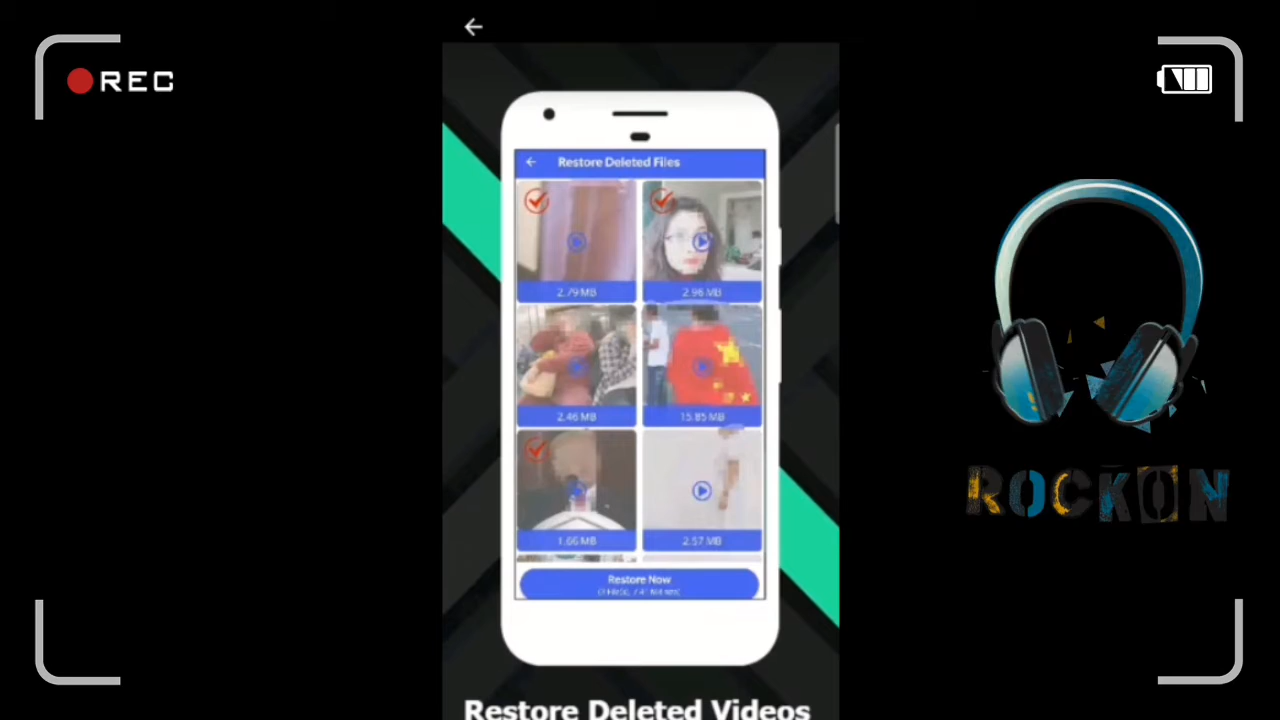 REC
Restore Deleted Files
2.79 MB
2.96 MB
2.46 MB
15.85 MB
1.66 MB
2.57 MB
Restore Now
Restore Deleted Videos
ROCKON